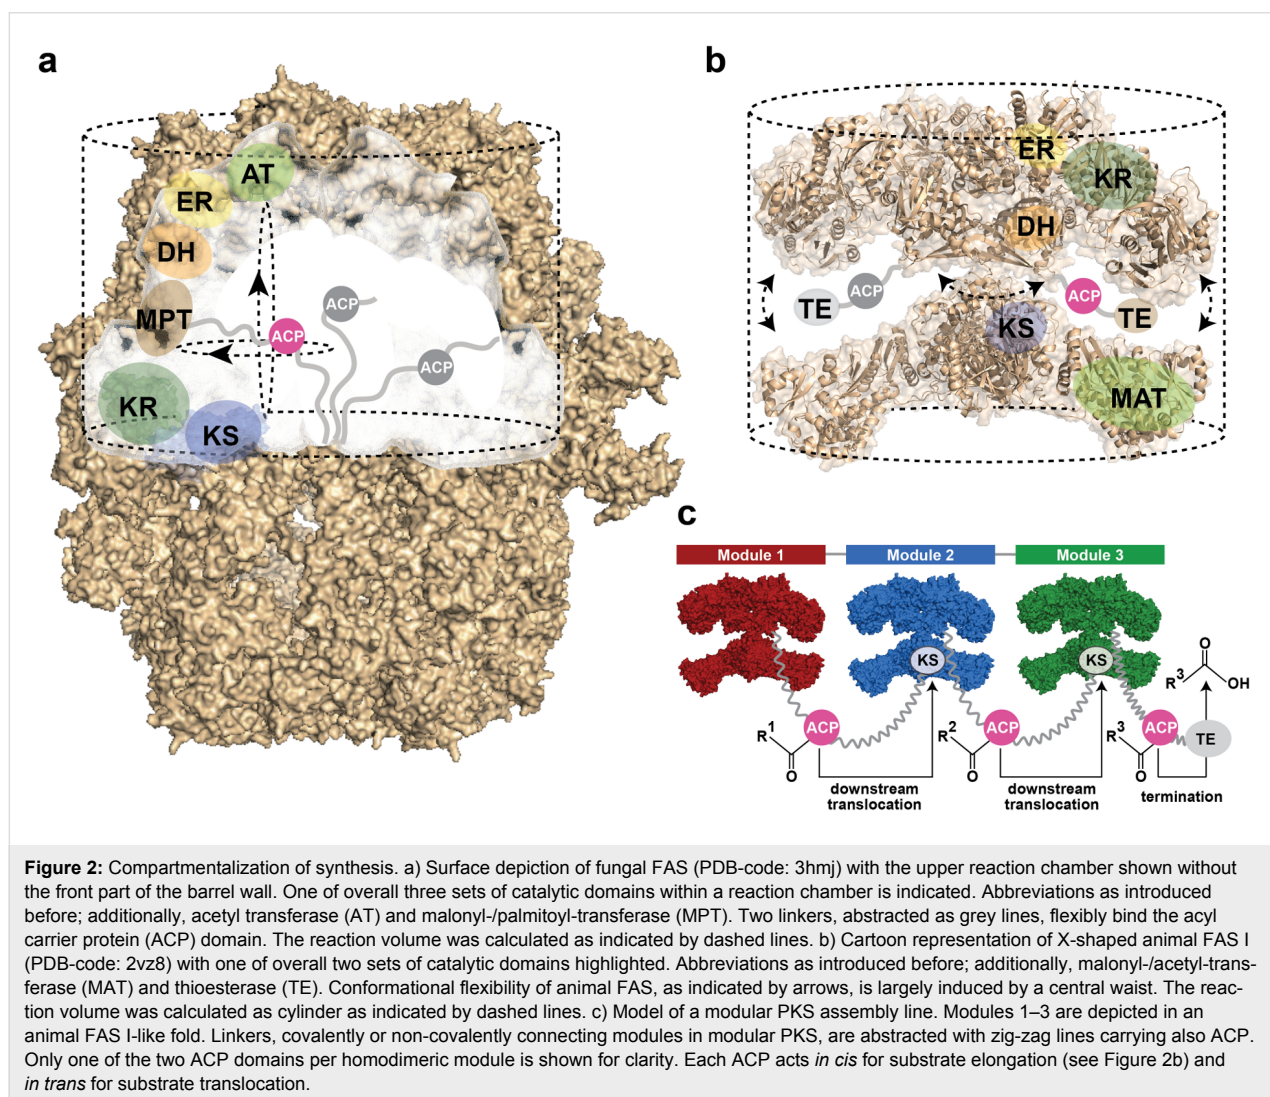 a
AT
ER
DH
MPT
ACP
ACP
ACP
KR
KS
b
ER
KR
DH
TE
ACP
ACP
TE
KS
MAT
c
Module 1
Module 2
Module 3
KS
KS
O
R3
OH
R1
ACP
O
R2
ACP
O
R3
ACP
O
TE
downstream
translocation
downstream
translocation
termination
Figure 2: Compartmentalization of synthesis. a) Surface depiction of fungal FAS (PDB-code: 3hmj) with the upper reaction chamber shown without
the front part of the barrel wall. One of overall three sets of catalytic domains within a reaction chamber is indicated. Abbreviations as introduced
before; additionally, acetyl transferase (AT) and malonyl-/palmitoyl-transferase (MPT). Two linkers, abstracted as grey lines, flexibly bind the acyl
carrier protein (ACP) domain. The reaction volume was calculated as indicated by dashed lines. b) Cartoon representation of X-shaped animal FAS I
(PDB-code: 2vz8) with one of overall two sets of catalytic domains highlighted. Abbreviations as introduced before; additionally, malonyl-/acetyl-trans-
ferase (MAT) and thioesterase (TE). Conformational flexibility of animal FAS, as indicated by arrows, is largely induced by a central waist. The reac-
tion volume was calculated as cylinder as indicated by dashed lines. c) Model of a modular PKS assembly line. Modules 1–3 are depicted in an
animal FAS I-like fold. Linkers, covalently or non-covalently connecting modules in modular PKS, are abstracted with zig-zag lines carrying also ACP.
Only one of the two ACP domains per homodimeric module is shown for clarity. Each ACP acts in cis for substrate elongation (see Figure 2b) and
in trans for substrate translocation.